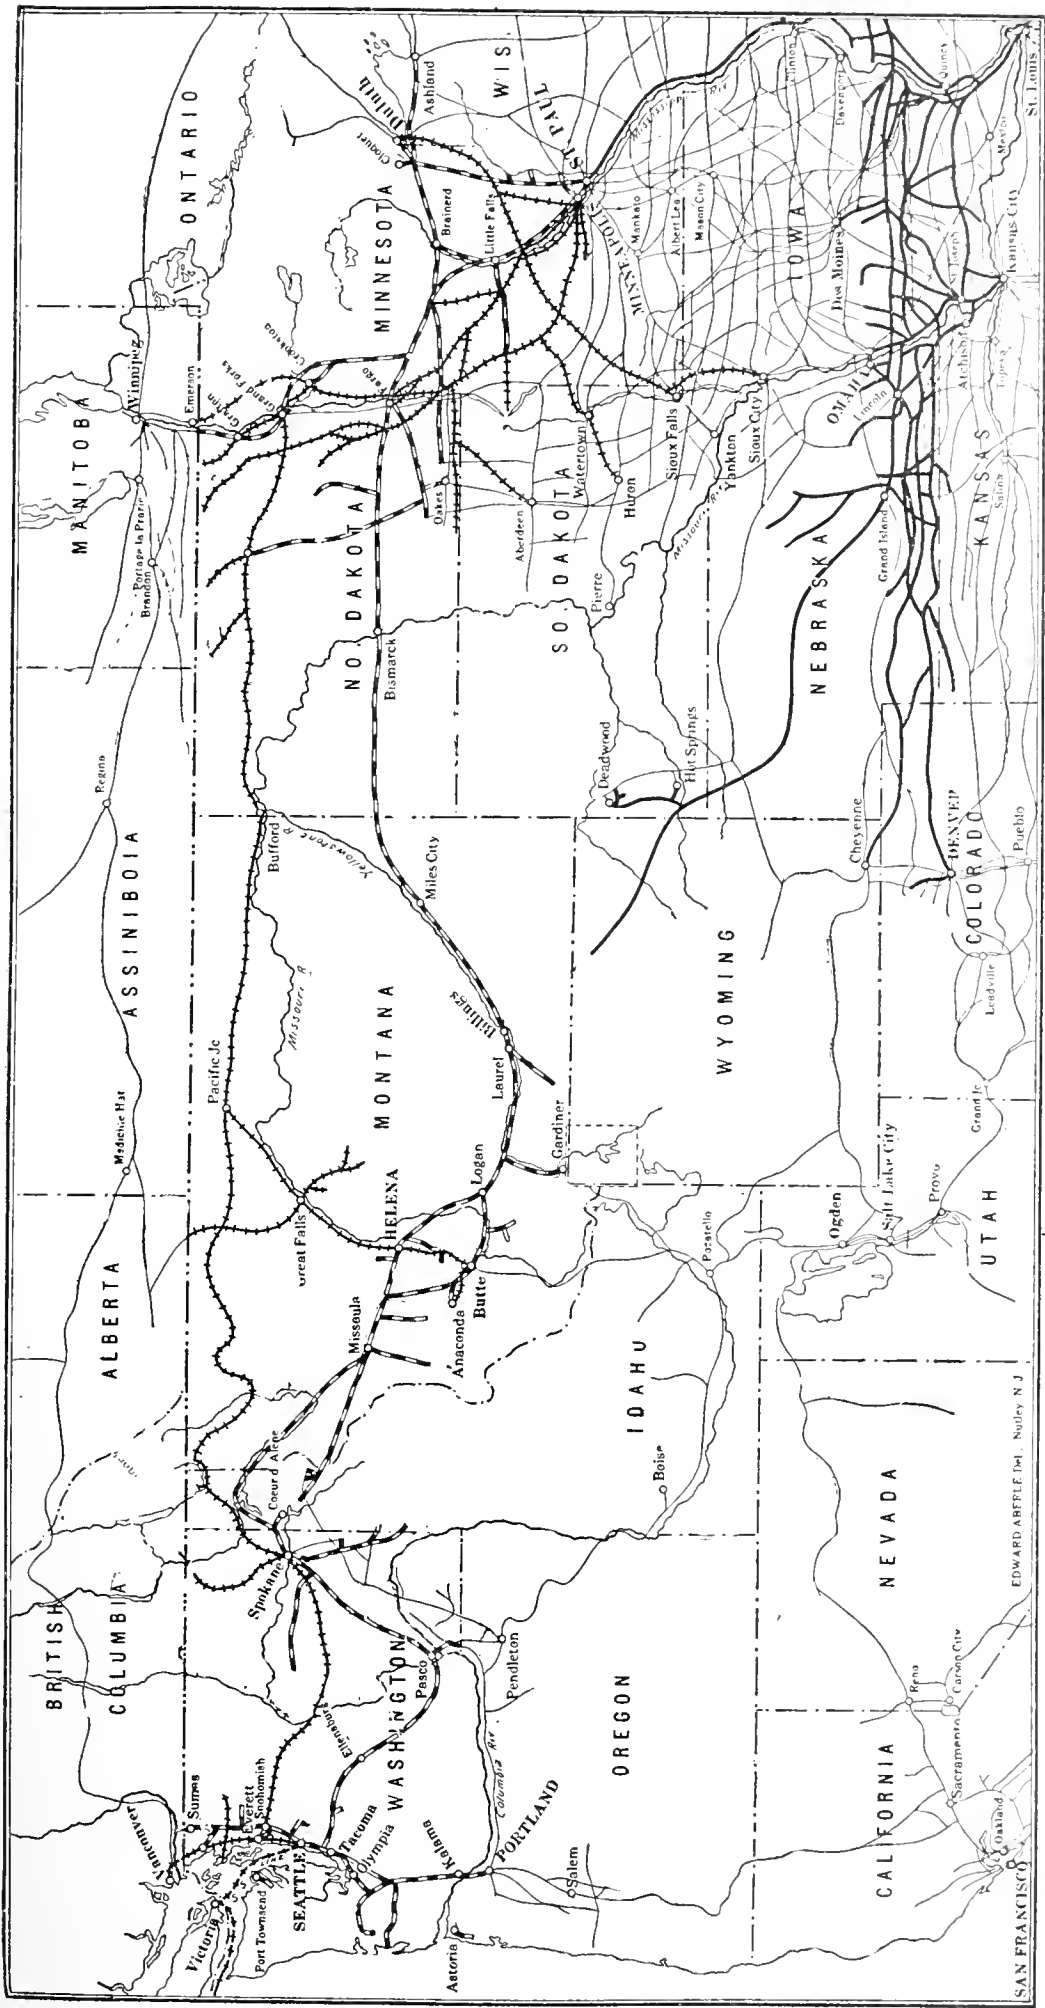 BRITISH
COLUMBIA
ALBERTA
ASSINIBOIA
MANITOBA
ONTARIO
Vancouver
Sumas
Victoria
Port Townsend
Everett
Snohomish
SEATTLE
Tacoma
Olympia
Ellensburg
WASHINGTON
Kalama
Astoria
PORTLAND
Columbia Riv
Salem
Pasco
Pendleton
OREGON
Spokane
Coeur d Alene
Missoula
Anaconda
Butte
HELENA
Great Falls
Logan
Gardiner
Laurel
Billings
Pacific Jc
MONTANA
Missouri R
Miles City
Yellowstone R
Bufford
Medicine Hat
Regina
Brandon
Portage la Prarie
Winnipeg
Emerson
Grafton
Grand Forks
Crookston
Fargo
NO. DAKOTA
Bismarck
Oakes
MINNESOTA
Brainerd
Little Falls
Cloquet
Duluth
Ashland
WIS.
ST PAUL
MINNEAPOLIS
Mississippi Riv
Mankato
Albert Lea
Mason City
Aberdeen
Watertown
Huron
Pierre
SO. DAKOTA
Sioux Falls
Yankton
Sioux City
Missouri R
Deadwood
Hot Springs
IDAHO
Boise
Pocatello
WYOMING
Cheyenne
NEBRASKA
Grand Island
OMAHA
Lincoln
IOWA
Des Moines
Clinton
Davenport
Quincy
St. Joseph
Atchison
Topeka
Kansas City
Mexico
St. Louis
KANSAS
Salina
DENVER
COLORADO
Pueblo
Leadville
Grand Jc
Ogden
Salt Lake City
Provo
UTAH
NEVADA
Reno
Carson City
CALIFORNIA
Sacramento
Oakland
SAN FRANCISCO
EDWARD ABERLE Del. Nutley N J